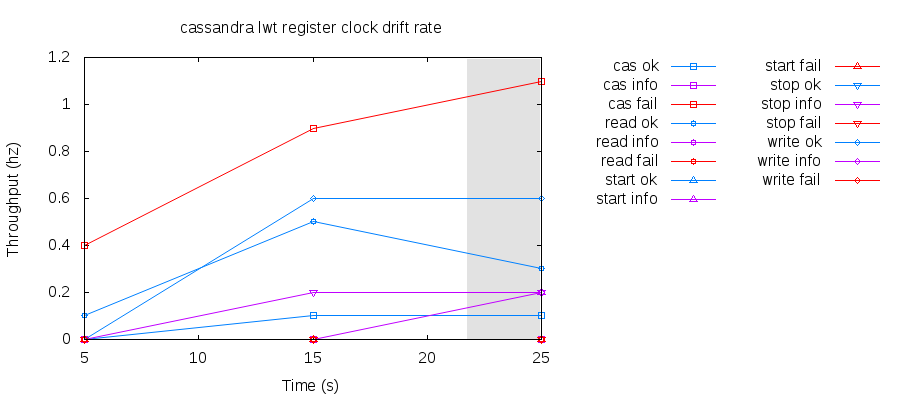 cassandra lwt register clock drift rate
Throughput (hz)
1.2
1
0.8
0.6
0.4
0.2
0
5
10
15
20
25
Time (s)
cas ok
cas info
cas fail
read ok
read info
read fail
start ok
start info
start fail
stop ok
stop info
stop fail
write ok
write info
write fail